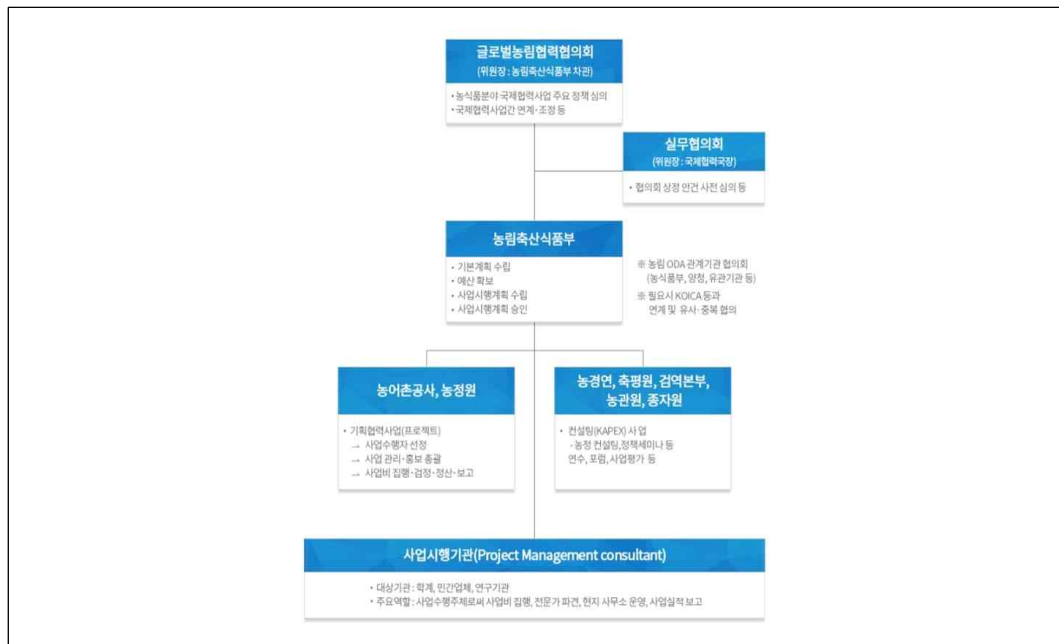 글로벌농림협력협의회
(위원장 : 농림축산식품부 차관)
• 농식품분야 국제협력사업 주요 정책 심의
• 국제협력사업간 연계·조정 등
실무협의회
(위원장 : 국제협력국장)
• 협의회 상정 안건 사전 심의 등
농림축산식품부
• 기본계획 수립
• 예산 확보
• 사업시행계획 수립
• 사업시행계획 승인
※ 농림 ODA 관계기관 협의회
(농식품부, 양청, 유관기관 등)
※ 필요시 KOICA 등과
연계 및 유사·중복 협의
농어촌공사, 농정원
• 기획협력사업(프로젝트)
→ 사업수행자 선정
→ 사업 관리·홍보 총괄
→ 사업비 집행·검정·정산·보고
농경연, 축평원, 검역본부,
농관원, 종자원
• 컨설팅(KAPEX) 사업
- 농정 컨설팅,정책세미나 등
연수, 포럼, 사업평가 등
사업시행기관(Project Management consultant)
• 대상기관 : 학계, 민간업체, 연구기관
• 주요역할 : 사업수행주체로써 사업비 집행, 전문가 파견, 현지 사무소 운영, 사업실적 보고